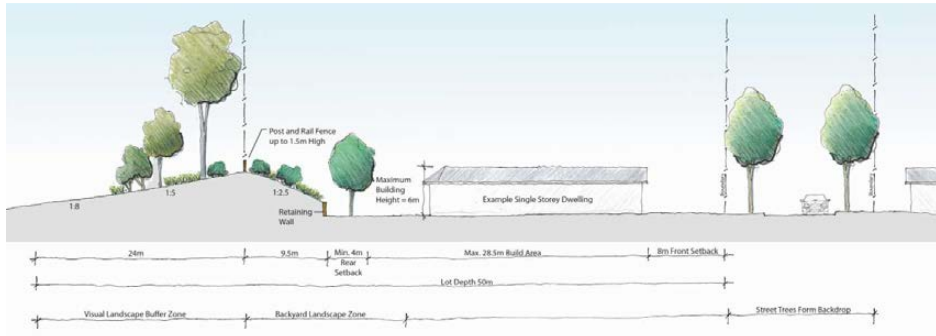 Post and Rail Fence
up to 1.5m High
Maximum
Building
Height = 6m
Example Single Storey Dwelling
1:8
1:5
1:2.5
Retaining
Wall
24m
9.5m
Min. 4m
Rear
Setback
Max. 28.5m Build Area
8m Front Setback
Lot Depth 50m
Visual Landscape Buffer Zone
Backyard Landscape Zone
Street Trees Form Backdrop